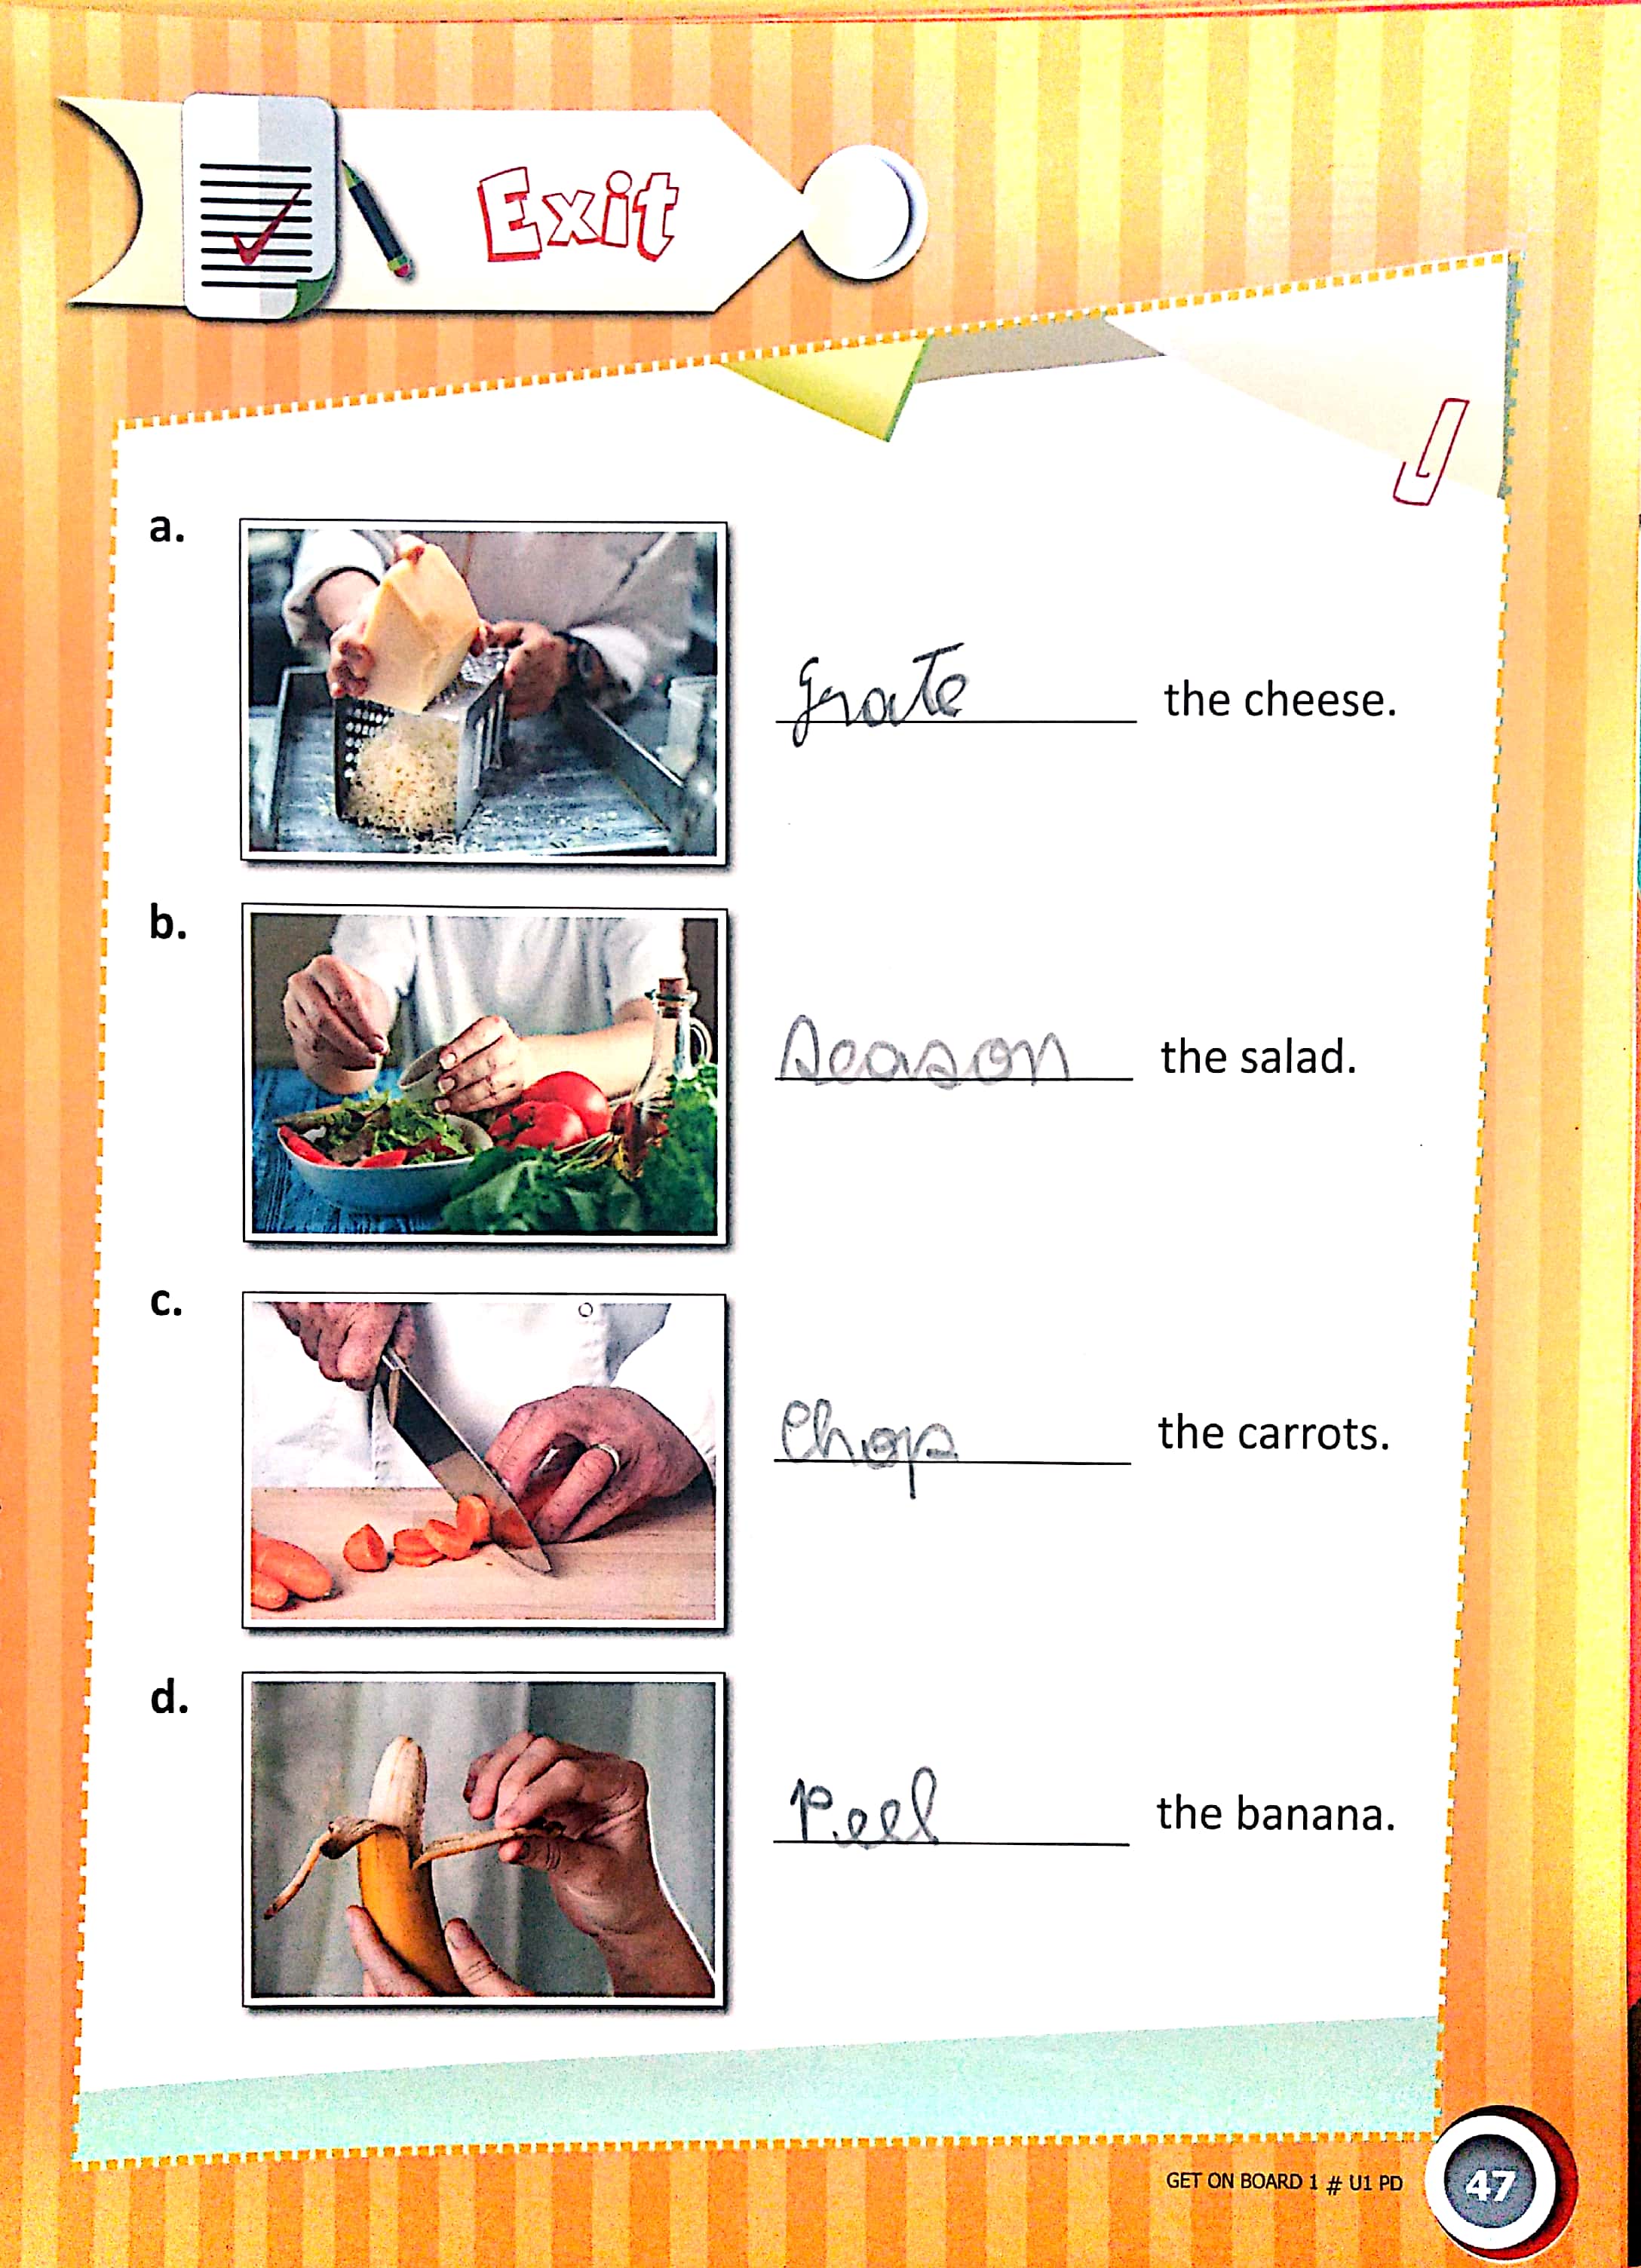 Exit
a.
Grate the cheese.
b.
Season the salad.
c.
Chop the carrots.
d.
Peel the banana.
GET ON BOARD 1 # U1 PD
47